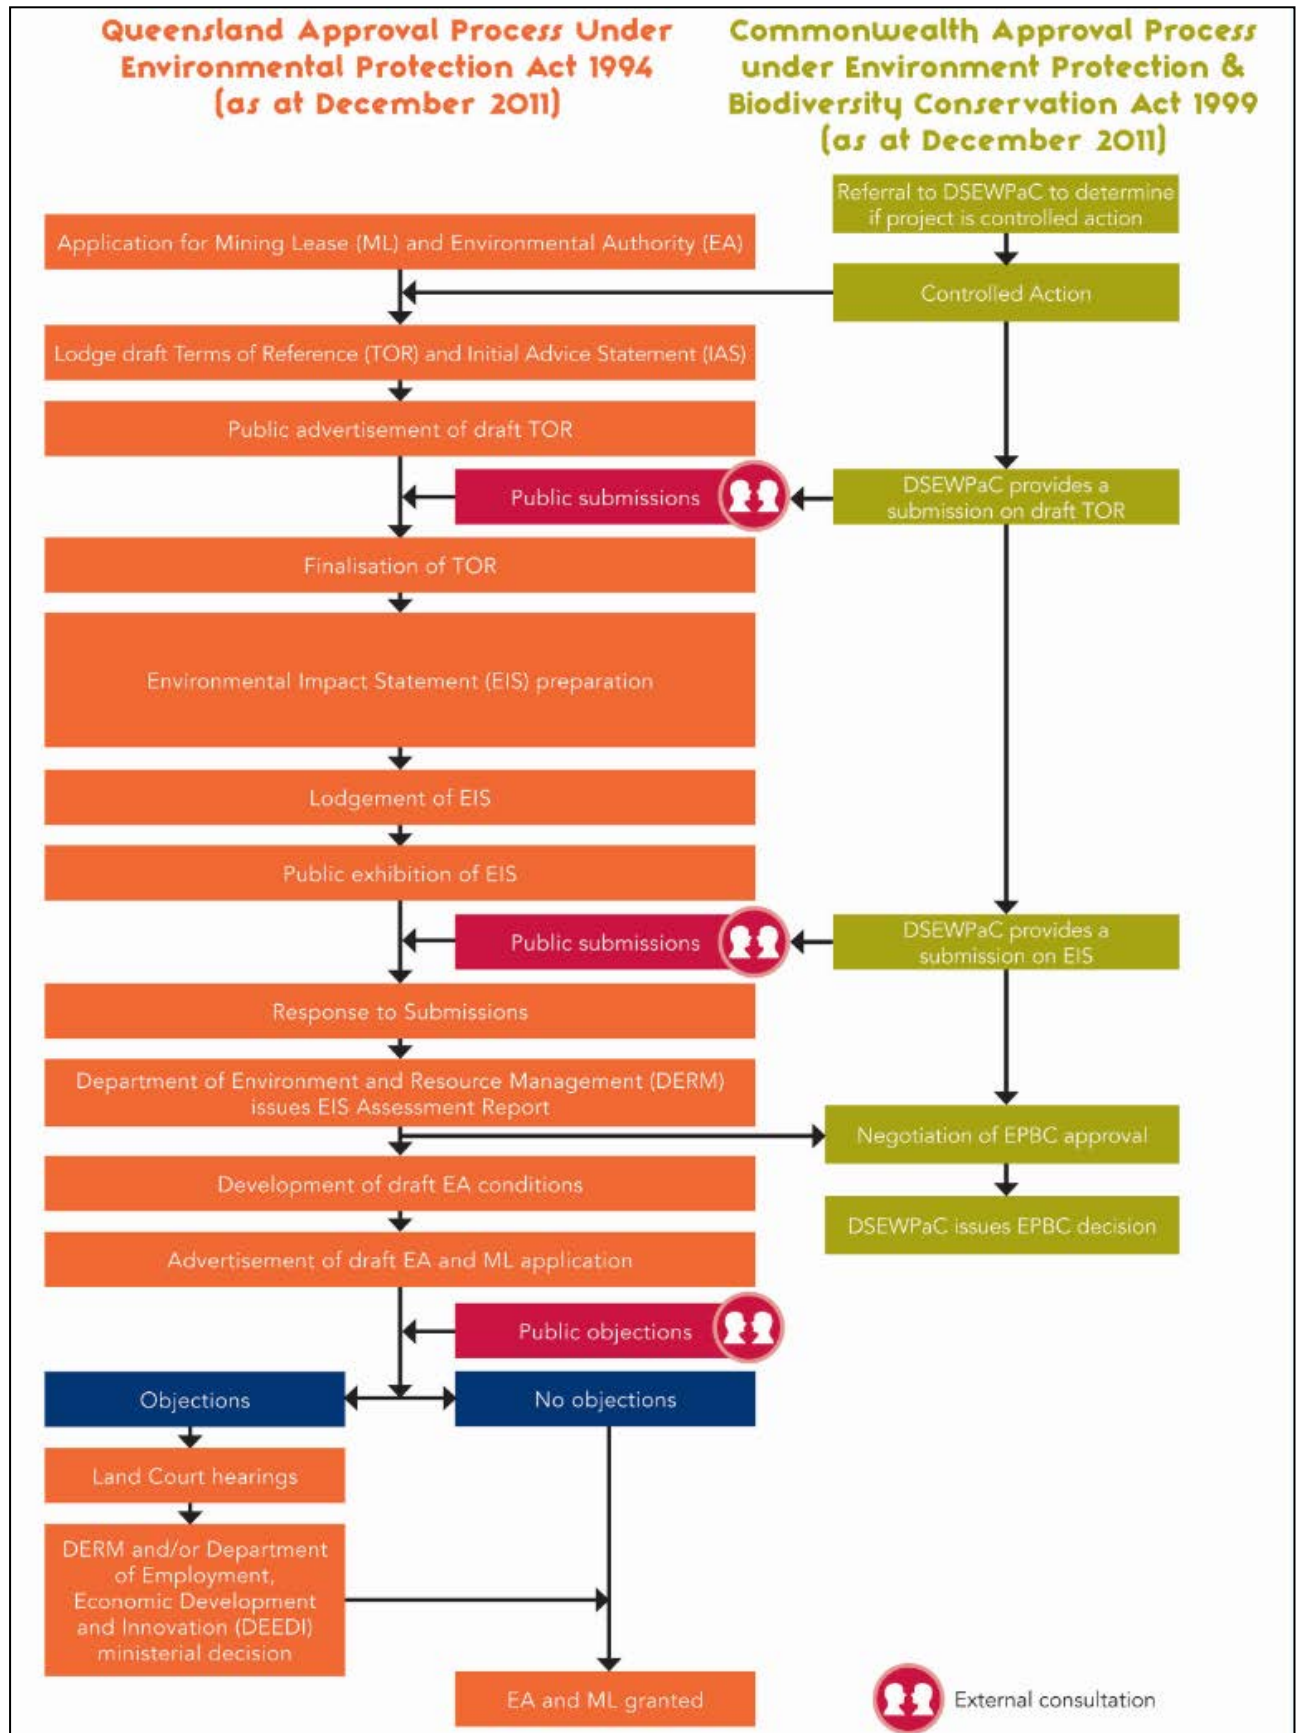 Queensland Approval Process Under
Environmental Protection Act 1994
(as at December 2011)
Commonwealth Approval Process
under Environment Protection &
Biodiversity Conservation Act 1999
(as at December 2011)
Referral to DSEWPaC to determine
if project is controlled action
Application for Mining Lease (ML) and Environmental Authority (EA)
Controlled Action
Lodge draft Terms of Reference (TOR) and Initial Advice Statement (IAS)
Public advertisement of draft TOR
Public submissions
DSEWPaC provides a
submission on draft TOR
Finalisation of TOR
Environmental Impact Statement (EIS) preparation
Lodgement of EIS
Public exhibition of EIS
Public submissions
DSEWPaC provides a
submission on EIS
Response to Submissions
Department of Environment and Resource Management (DERM)
issues EIS Assessment Report
Negotiation of EPBC approval
Development of draft EA conditions
DSEWPaC issues EPBC decision
Advertisement of draft EA and ML application
Public objections
Objections
No objections
Land Court hearings
DERM and/or Department
of Employment,
Economic Development
and Innovation (DEEDI)
ministerial decision
EA and ML granted
External consultation